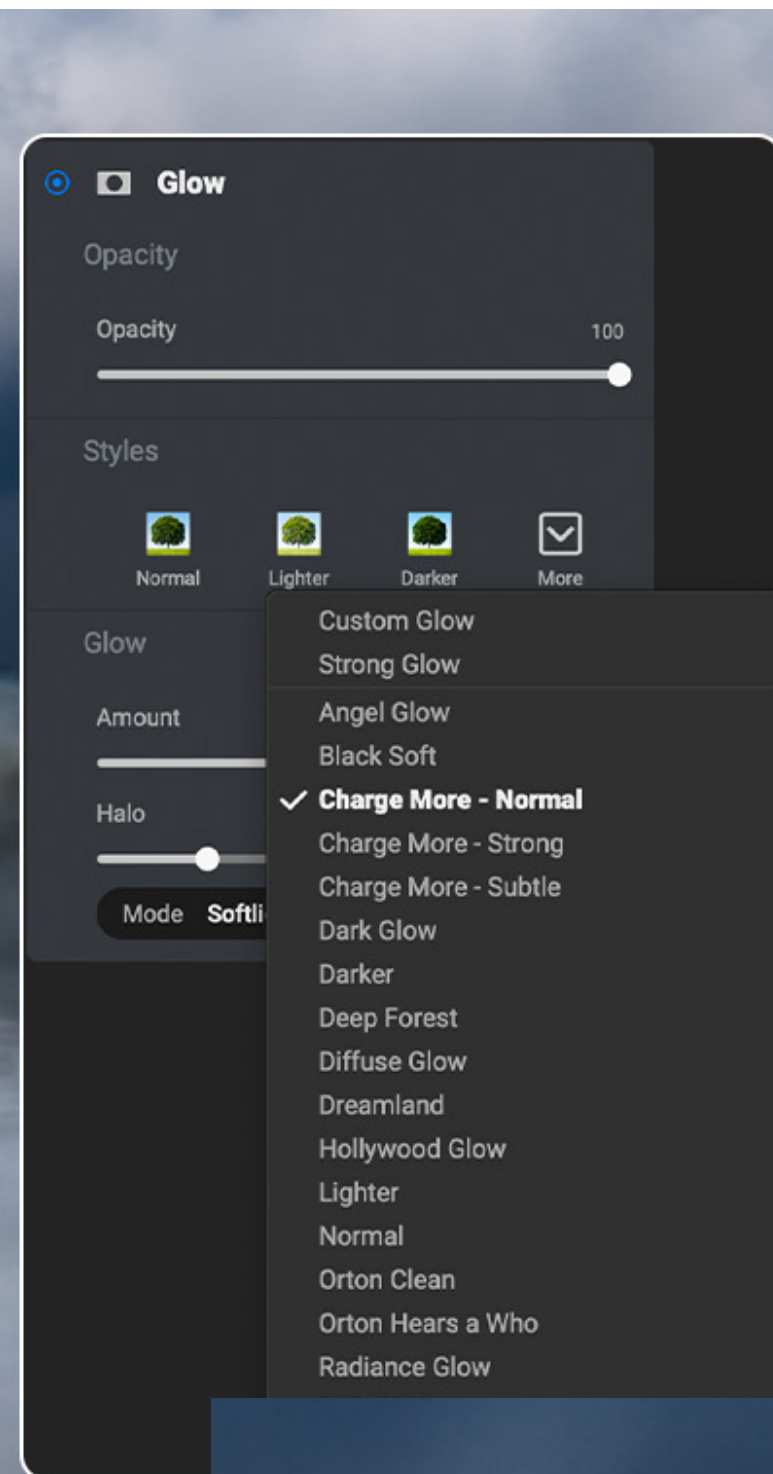 Glow
Opacity
Opacity 100
Styles
Normal Lighter Darker More
Glow
Amount
Halo
Mode
Custom Glow
Strong Glow
Angel Glow
Black Soft
Charge More - Normal
Charge More - Strong
Charge More - Subtle
Dark Glow
Darker
Deep Forest
Diffuse Glow
Dreamland
Hollywood Glow
Lighter
Normal
Orton Clean
Orton Hears a Who
Radiance Glow